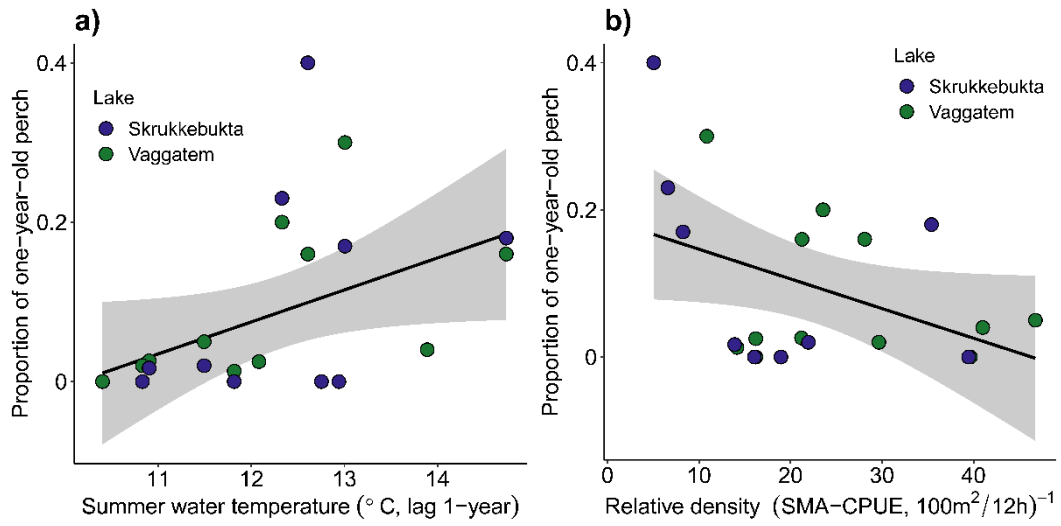 a)
Proportion of one−year−old perch
0.4
0.2
0
Lake
Skrukkebukta
Vaggatem
11 12 13 14
Summer water temperature (° C, lag 1−year)
b)
Proportion of one−year−old perch
0.4
0.2
0
Lake
Skrukkebukta
Vaggatem
0 10 20 30 40
Relative density (SMA−CPUE, 100m²/12h)⁻¹